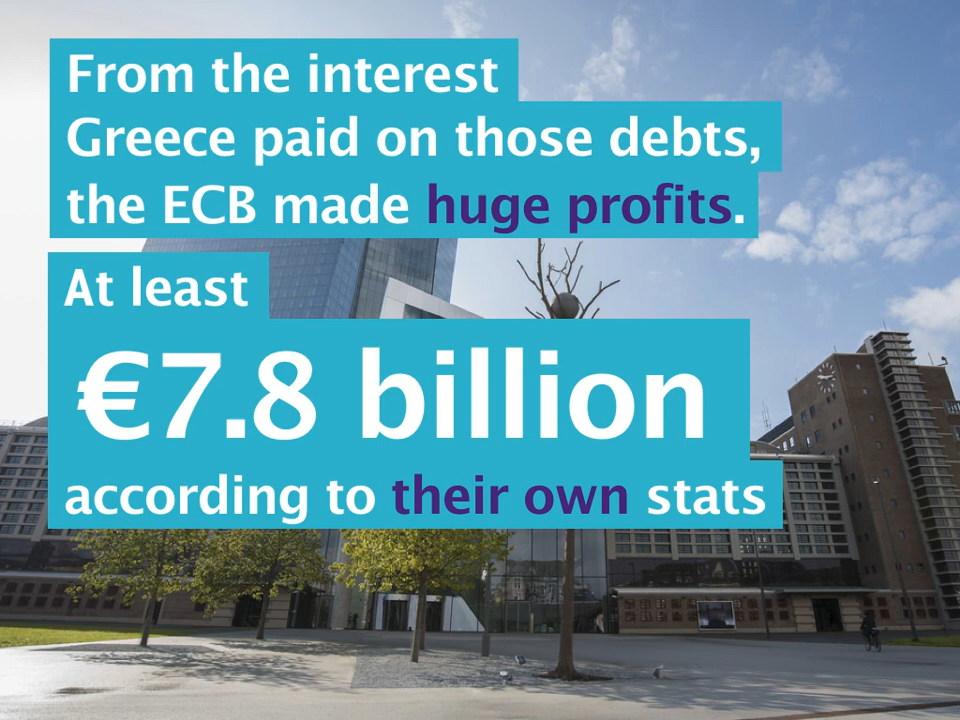 From the interest
Greece paid on those debts,
the ECB made huge profits.
At least
€7.8 billion
according to their own stats